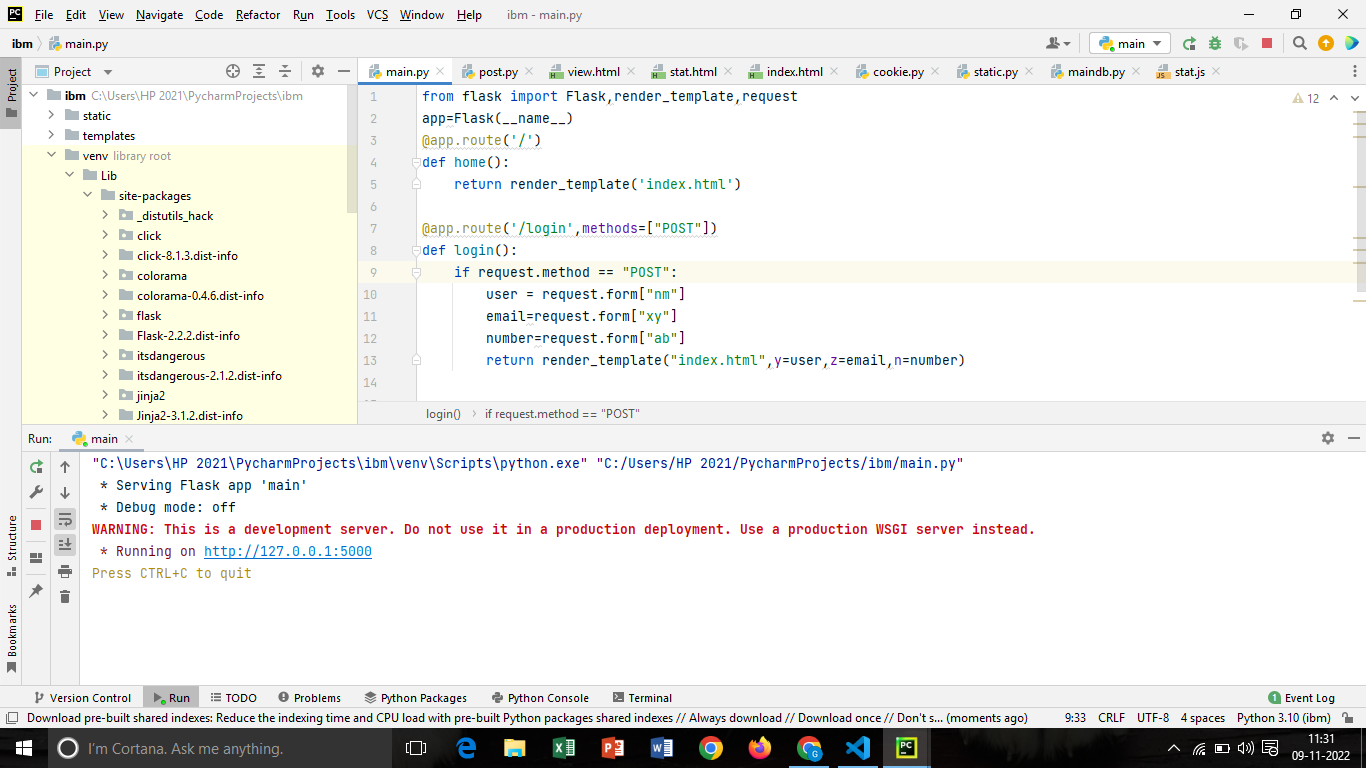 PC File Edit View Navigate Code Refactor Run Tools VCS Window Help ibm - main.py
ibm main.py main
Project main.py post.py view.html stat.html index.html cookie.py static.py maindb.py stat.js
Project
ibm C:\Users\HP 2021\PycharmProjects\ibm
static
templates
venv library root
Lib
site-packages
_distutils_hack
click
click-8.1.3.dist-info
colorama
colorama-0.4.6.dist-info
flask
Flask-2.2.2.dist-info
itsdangerous
itsdangerous-2.1.2.dist-info
jinja2
Jinja2-3.1.2.dist-info
12
1 from flask import Flask,render_template,request
2 app=Flask(__name__)
3 @app.route('/')
4 def home():
5     return render_template('index.html')
6
7 @app.route('/login',methods=["POST"])
8 def login():
9     if request.method == "POST":
10         user = request.form["nm"]
11         email=request.form["xy"]
12         number=request.form["ab"]
13         return render_template("index.html",y=user,z=email,n=number)
14
login() if request.method == "POST"
Run: main
"C:\Users\HP 2021\PycharmProjects\ibm\venv\Scripts\python.exe" "C:/Users/HP 2021/PycharmProjects/ibm/main.py"
 * Serving Flask app 'main'
 * Debug mode: off
WARNING: This is a development server. Do not use it in a production deployment. Use a production WSGI server instead.
 * Running on http://127.0.0.1:5000
Press CTRL+C to quit
Structure
Bookmarks
Version Control Run TODO Problems Python Packages Python Console Terminal 1 Event Log
Download pre-built shared indexes: Reduce the indexing time and CPU load with pre-built Python packages shared indexes // Always download // Download once // Don't s... (moments ago) 9:33 CRLF UTF-8 4 spaces Python 3.10 (ibm)
I'm Cortana. Ask me anything. 11:31
09-11-2022